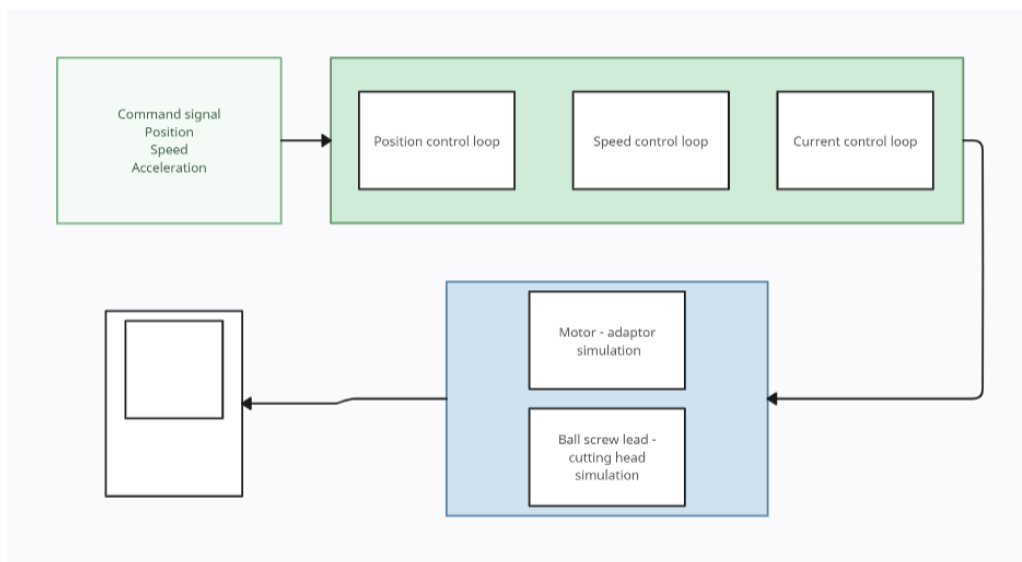 Command signal
Position
Speed
Acceleration
Position control loop
Speed control loop
Current control loop
Motor - adaptor
simulation
Ball screw lead -
cutting head
simulation